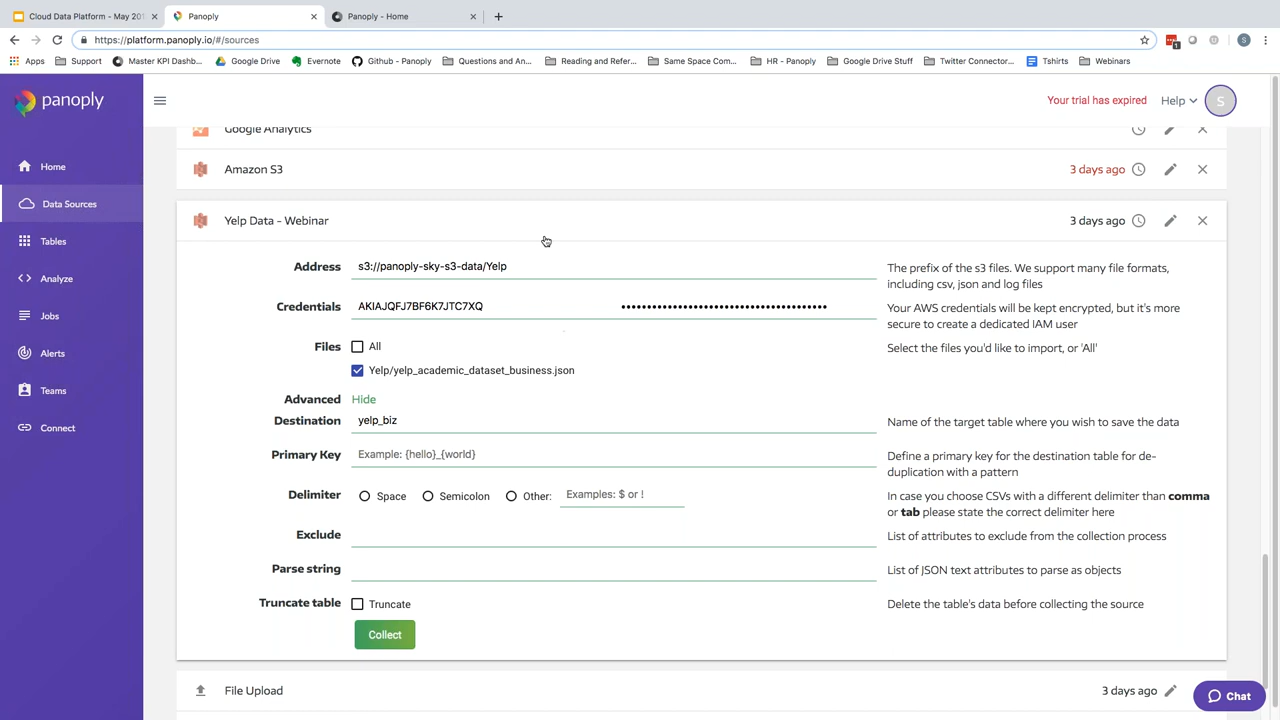 Cloud Data Platform - May 201
Panoply
Panoply - Home
https://platform.panoply.io/#/sources
Apps
Support
Master KPI Dashb...
Google Drive
Evernote
Github - Panoply
Questions and An...
Reading and Refer...
Same Space Com...
HR - Panoply
Google Drive Stuff
Twitter Connector...
Tshirts
Webinars
panoply
Your trial has expired
Help
S
Home
Data Sources
Tables
Analyze
Jobs
Alerts
Teams
Connect
Google Analytics
Amazon S3
3 days ago
Yelp Data - Webinar
3 days ago
Address
s3://panoply-sky-s3-data/Yelp
The prefix of the s3 files. We support many file formats,
including csv, json and log files
Credentials
AKIAJQFJ7BF6K7JTC7XQ
Your AWS credentials will be kept encrypted, but it's more
secure to create a dedicated IAM user
Files
All
Select the files you'd like to import, or 'All'
Yelp/yelp_academic_dataset_business.json
Advanced
Hide
Destination
yelp_biz
Name of the target table where you wish to save the data
Primary Key
Example: {hello}_{world}
Define a primary key for the destination table for de-
duplication with a pattern
Delimiter
Space
Semicolon
Other:
Examples: $ or !
In case you choose CSVs with a different delimiter than comma
or tab please state the correct delimiter here
Exclude
List of attributes to exclude from the collection process
Parse string
List of JSON text attributes to parse as objects
Truncate table
Truncate
Delete the table's data before collecting the source
Collect
File Upload
3 days ago
Chat